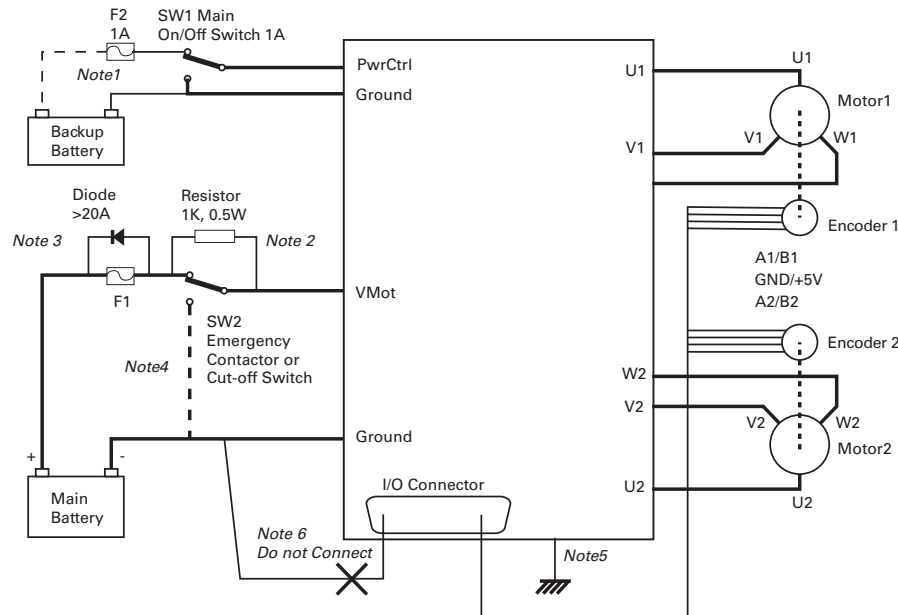 F2
1A
SW1 Main
On/Off Switch 1A
Note1
Backup
Battery
PwrCtrl
Ground
U1
V1
U1
Motor1
V1
W1
Encoder 1
A1/B1
GND/+5V
A2/B2
Encoder 2
Diode
>20A
Resistor
1K, 0.5W
Note 3
Note 2
F1
VMot
SW2
Emergency
Contactor or
Cut-off Switch
Note4
Ground
+
-
Main
Battery
W2
V2
U2
V2
W2
Motor2
U2
I/O Connector
Note 6
Do not Connect
Note5